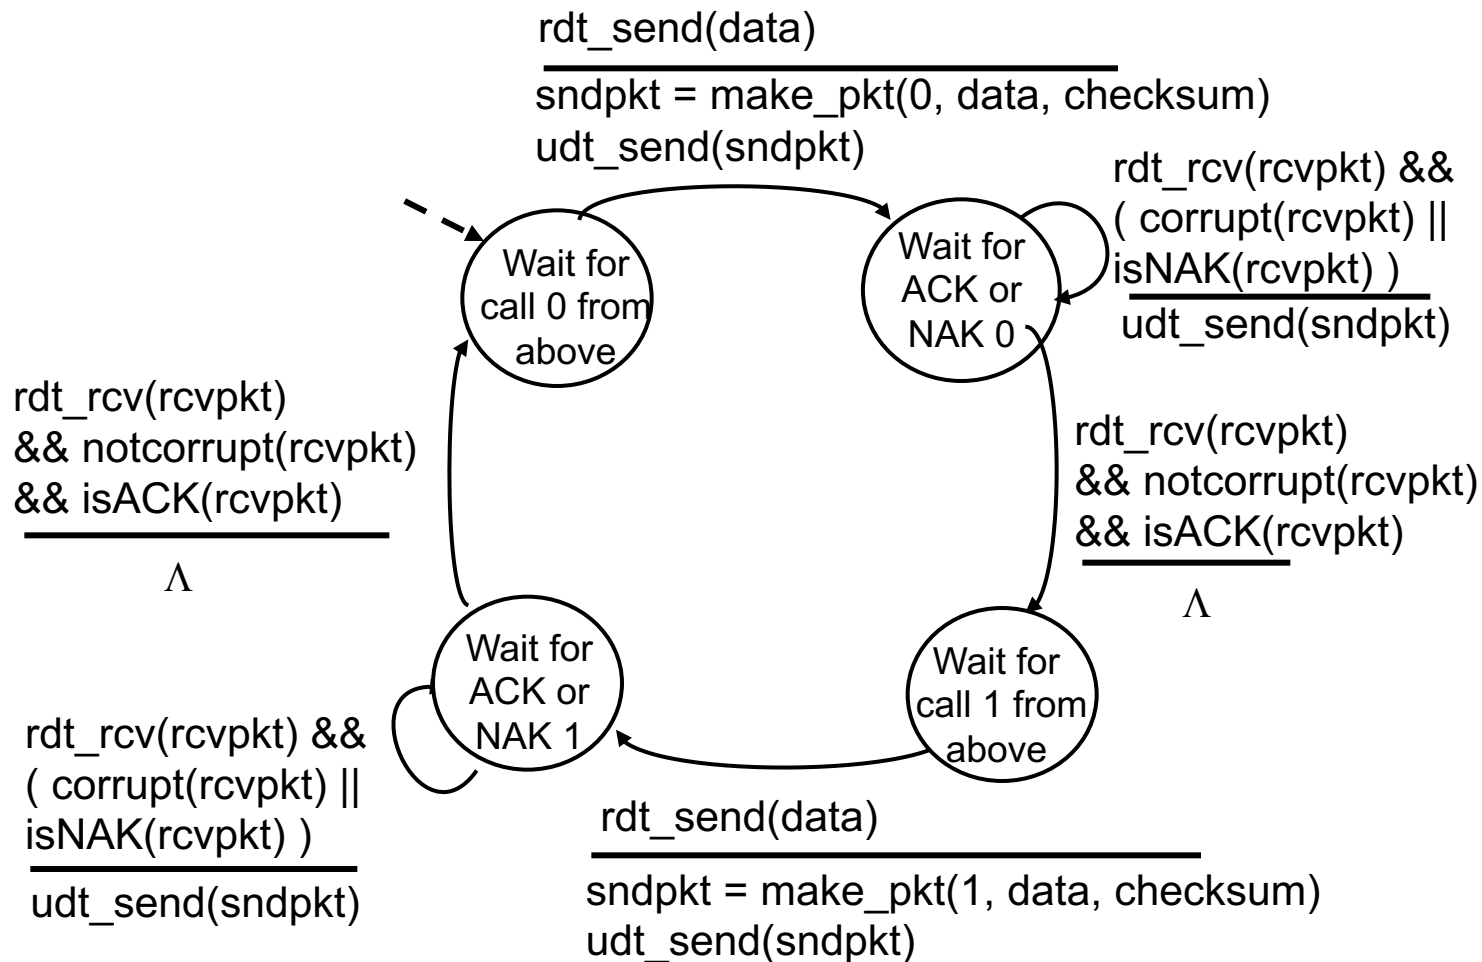 rdt_send(data)
sndpkt = make_pkt(0, data, checksum)
udt_send(sndpkt)
rdt_rcv(rcvpkt) &&
( corrupt(rcvpkt) ||
isNAK(rcvpkt) )
udt_send(sndpkt)
Wait for
call 0 from
above
Wait for
ACK or
NAK 0
rdt_rcv(rcvpkt)
&& notcorrupt(rcvpkt)
&& isACK(rcvpkt)
Λ
rdt_rcv(rcvpkt)
&& notcorrupt(rcvpkt)
&& isACK(rcvpkt)
Λ
Wait for
ACK or
NAK 1
Wait for
call 1 from
above
rdt_rcv(rcvpkt) &&
( corrupt(rcvpkt) ||
isNAK(rcvpkt) )
udt_send(sndpkt)
rdt_send(data)
sndpkt = make_pkt(1, data, checksum)
udt_send(sndpkt)